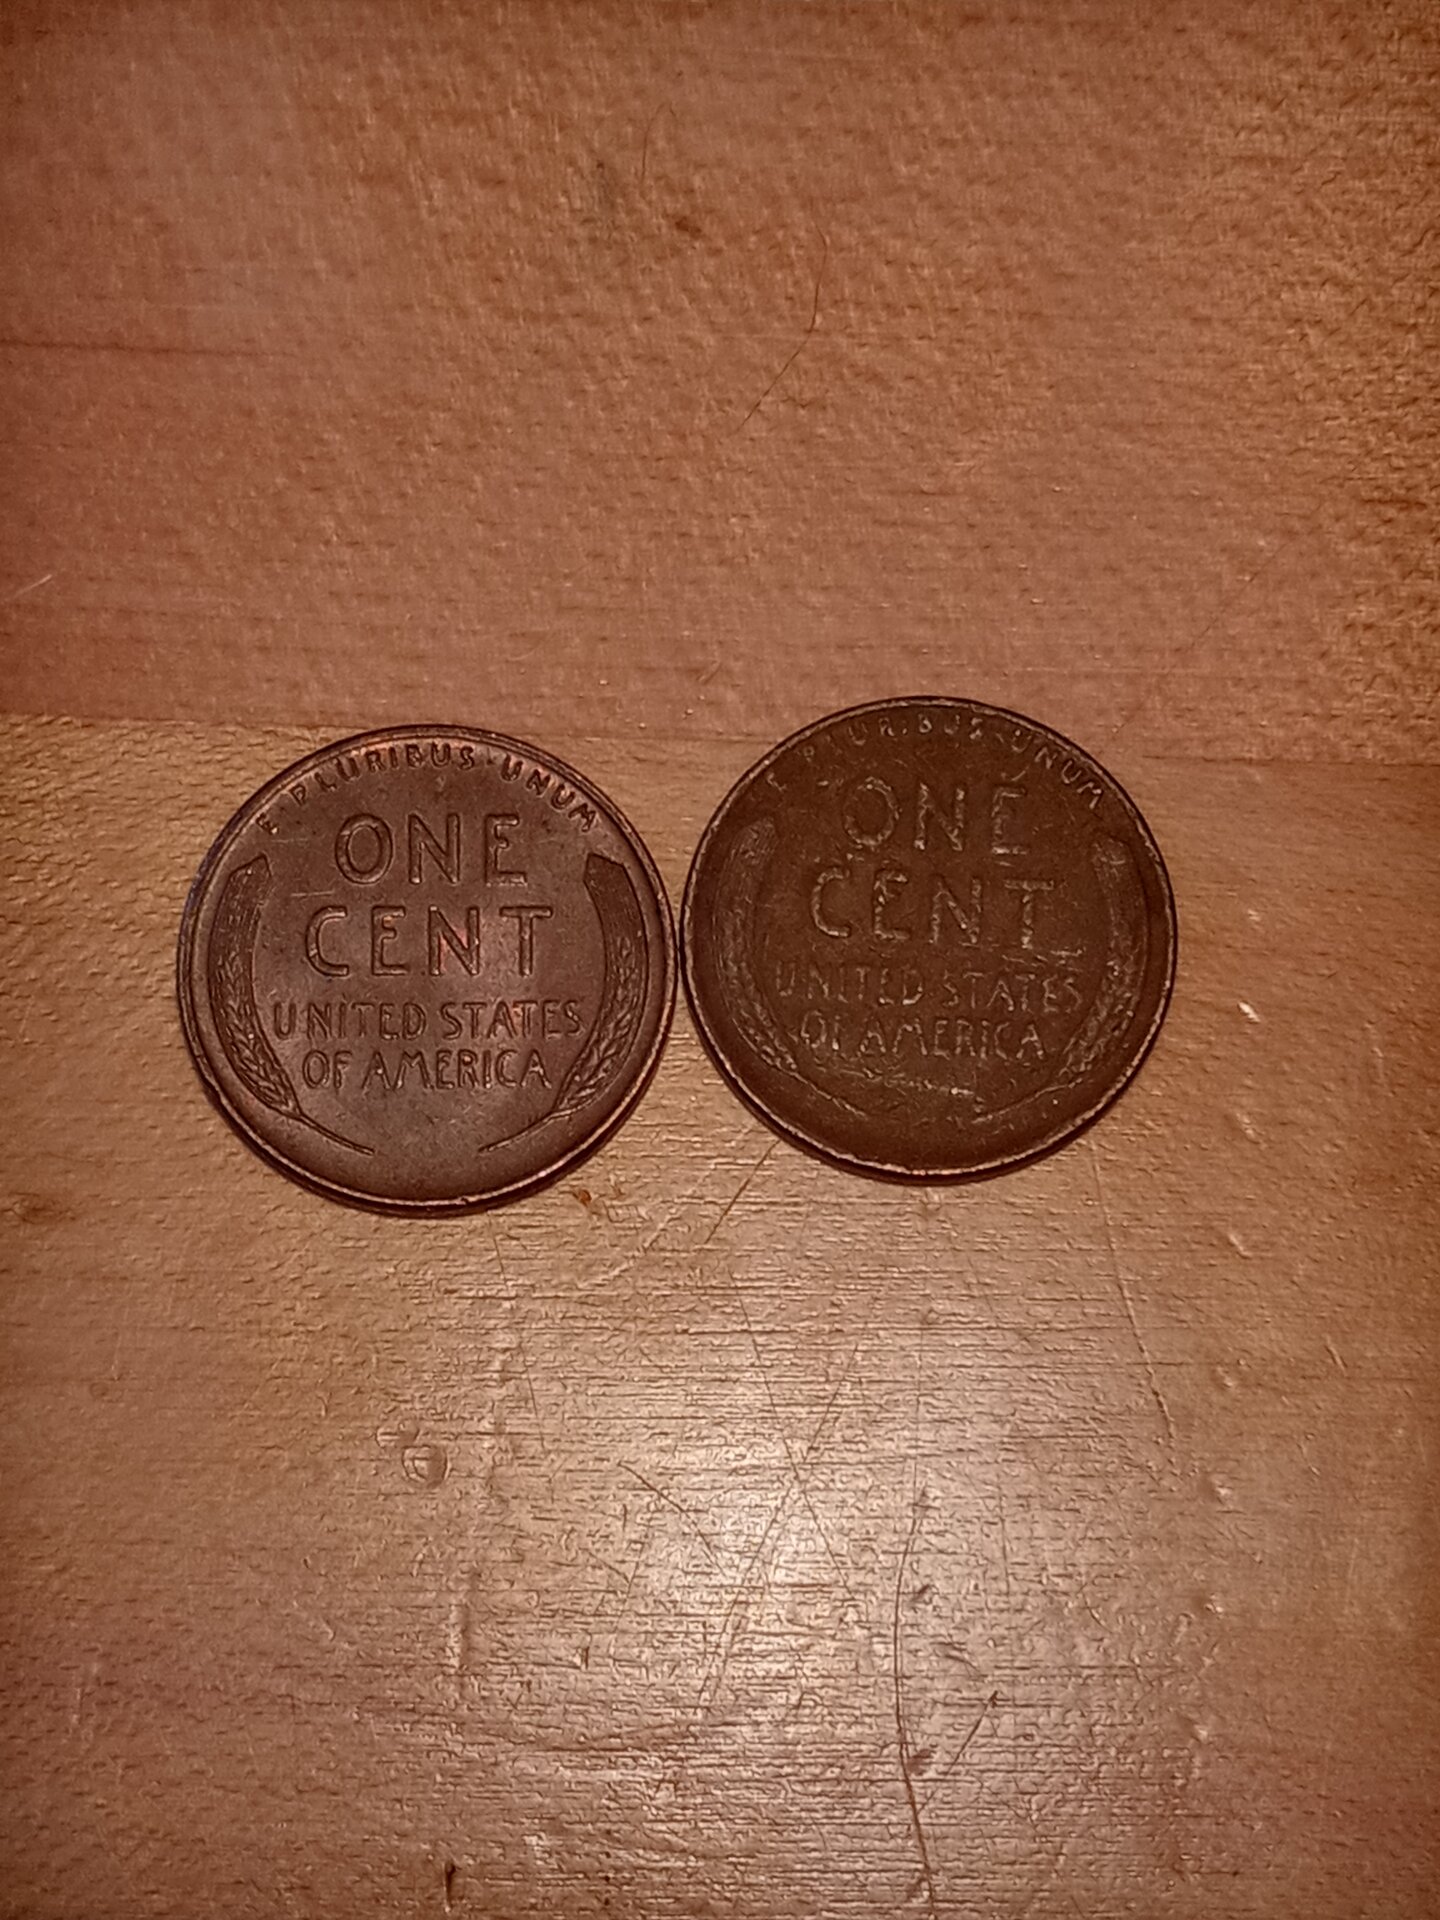 E PLURIBUS·UNUM
ONE
CENT
UNITED STATES
OF AMERICA
E PLURIBUS·UNUM
ONE
CENT
UNITED STATES
OF AMERICA